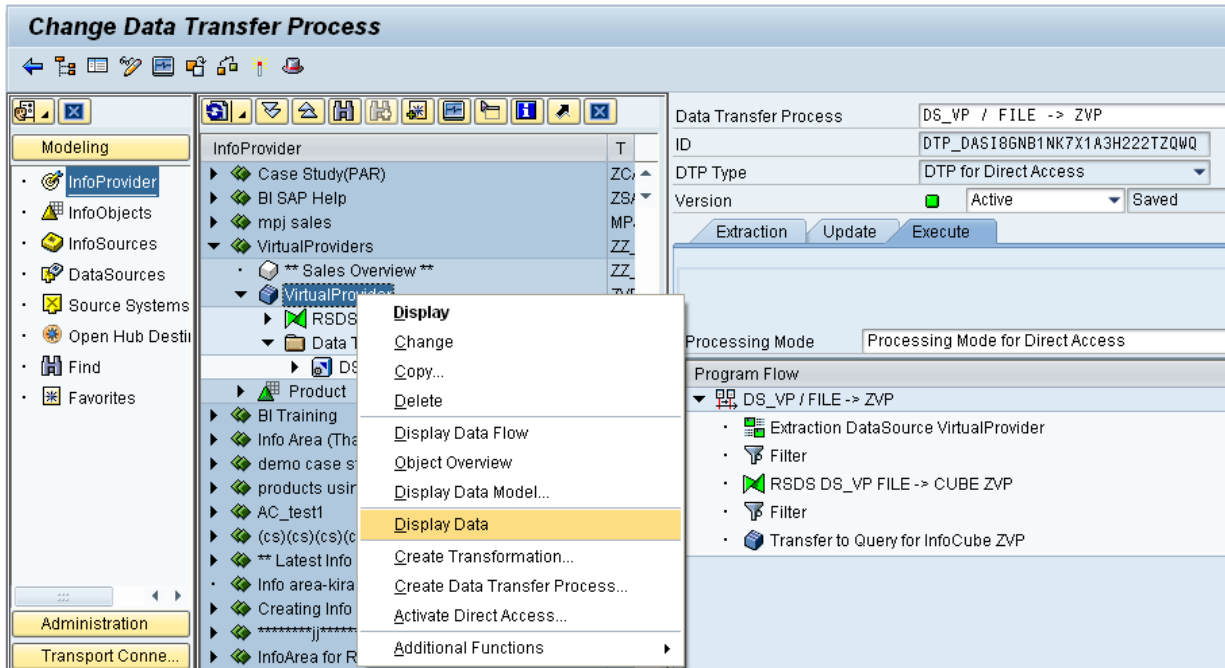 Change Data Transfer Process
Modeling
InfoProvider
InfoObjects
InfoSources
DataSources
Source Systems
Open Hub Desti
Find
Favorites
Administration
Transport Conne...
InfoProvider T
Case Study(PAR) ZC
BI SAP Help ZS
mpj sales MP
VirtualProviders ZZ_
** Sales Overview ** ZZ_
VirtualProvider
RSDS
Data T
DS
Product
BI Training
Info Area (Tha
demo case s
products usin
AC_test1
(cs)(cs)(cs)(c
** Latest Info
Info area-kira
Creating Info
********jj******
InfoArea for R
Display
Change
Copy...
Delete
Display Data Flow
Object Overview
Display Data Model...
Display Data
Create Transformation...
Create Data Transfer Process...
Activate Direct Access...
Additional Functions
Data Transfer Process DS_VP / FILE -> ZVP
ID DTP_DASI8GNB1NK7X1A3H222TZQWQ
DTP Type DTP for Direct Access
Version Active Saved
Extraction Update Execute
Processing Mode Processing Mode for Direct Access
Program Flow
DS_VP / FILE -> ZVP
Extraction DataSource VirtualProvider
Filter
RSDS DS_VP FILE -> CUBE ZVP
Filter
Transfer to Query for InfoCube ZVP